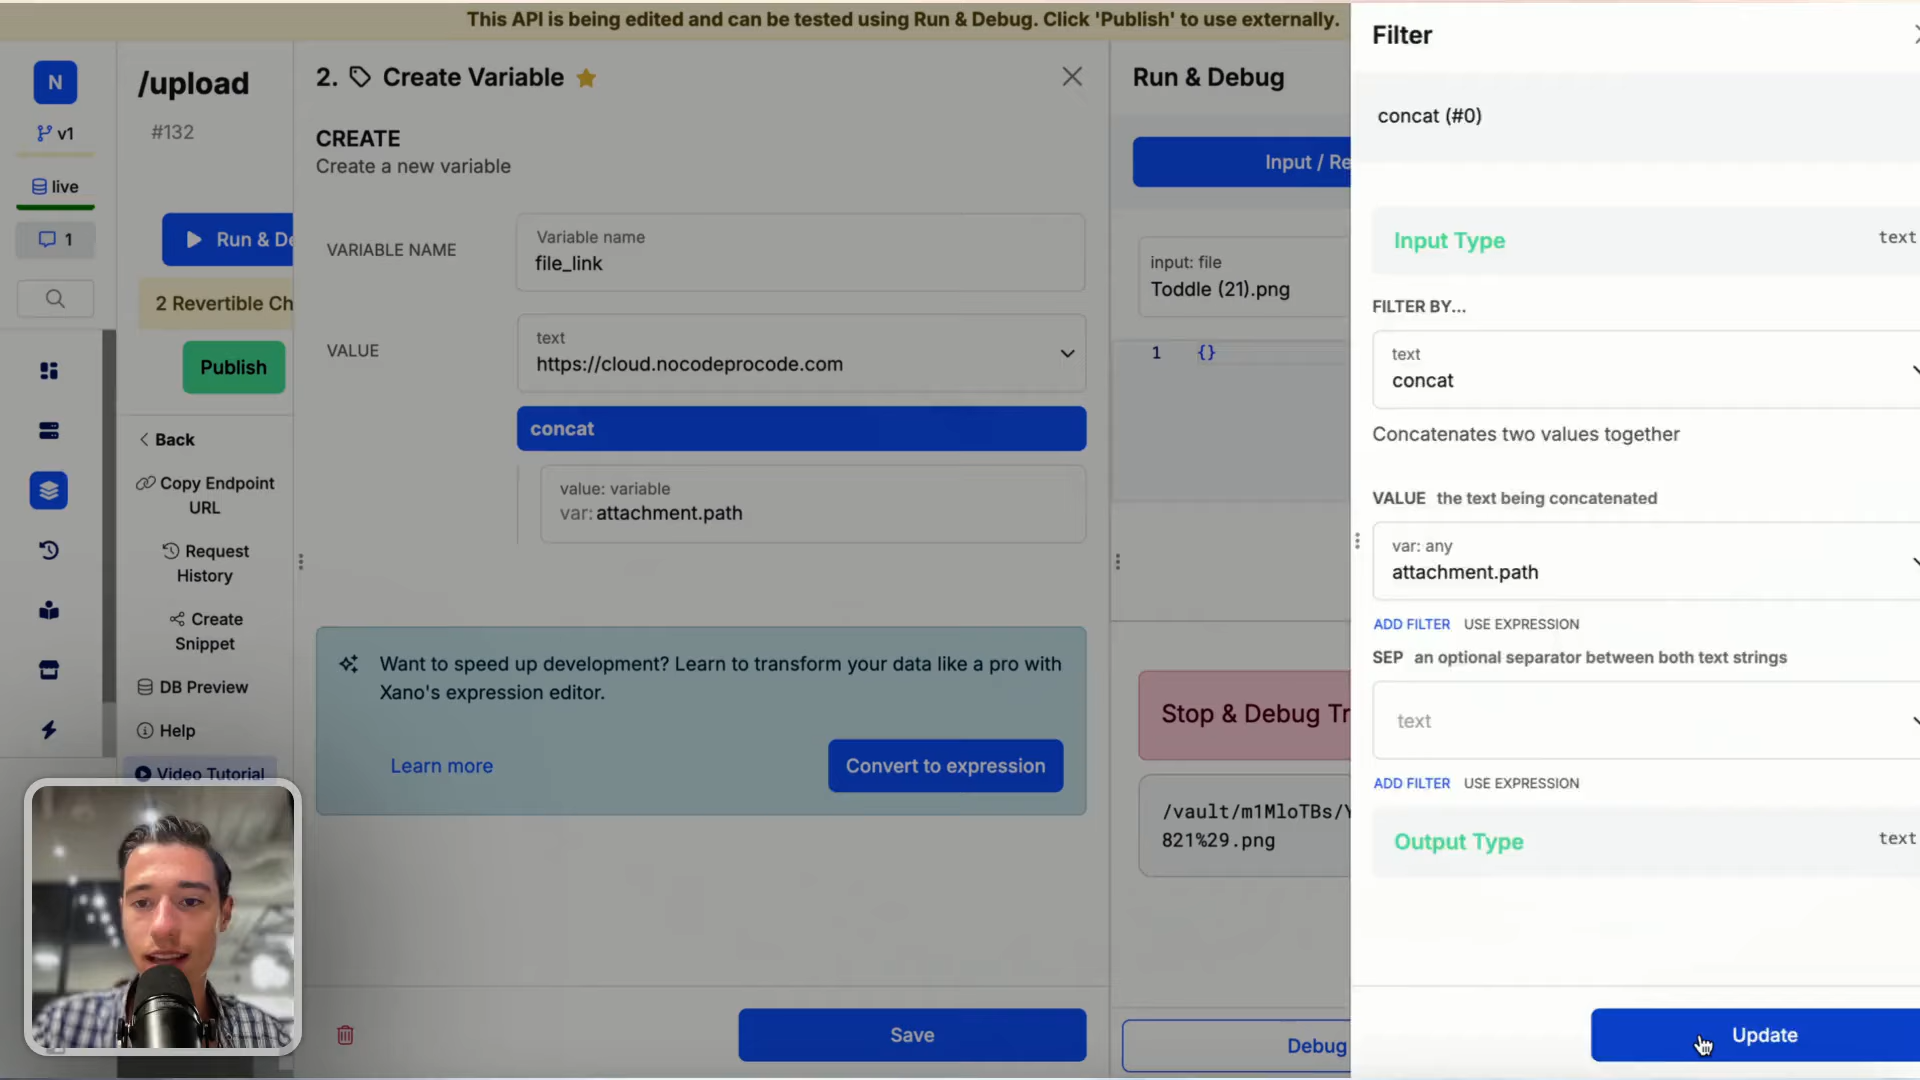 This API is being edited and can be tested using Run & Debug. Click 'Publish' to use externally.
N
v1
live
1
/upload
#132
Run & De
2 Revertible Ch
Publish
Back
Copy Endpoint
URL
Request
History
Create
Snippet
DB Preview
Help
Video Tutorial
2. Create Variable
CREATE
Create a new variable
VARIABLE NAME
Variable name
file_link
VALUE
text
https://cloud.nocodeprocode.com
concat
value: variable
var: attachment.path
Want to speed up development? Learn to transform your data like a pro with
Xano's expression editor.
Learn more
Convert to expression
Save
Run & Debug
Input / Re
input: file
Toddle (21).png
1 {}
Stop & Debug Tr
/vault/m1MloTBs/Y
821%29.png
Debug
Filter
concat (#0)
Input Type
text
FILTER BY...
text
concat
Concatenates two values together
VALUE the text being concatenated
var: any
attachment.path
ADD FILTER USE EXPRESSION
SEP an optional separator between both text strings
text
ADD FILTER USE EXPRESSION
Output Type
text
Update